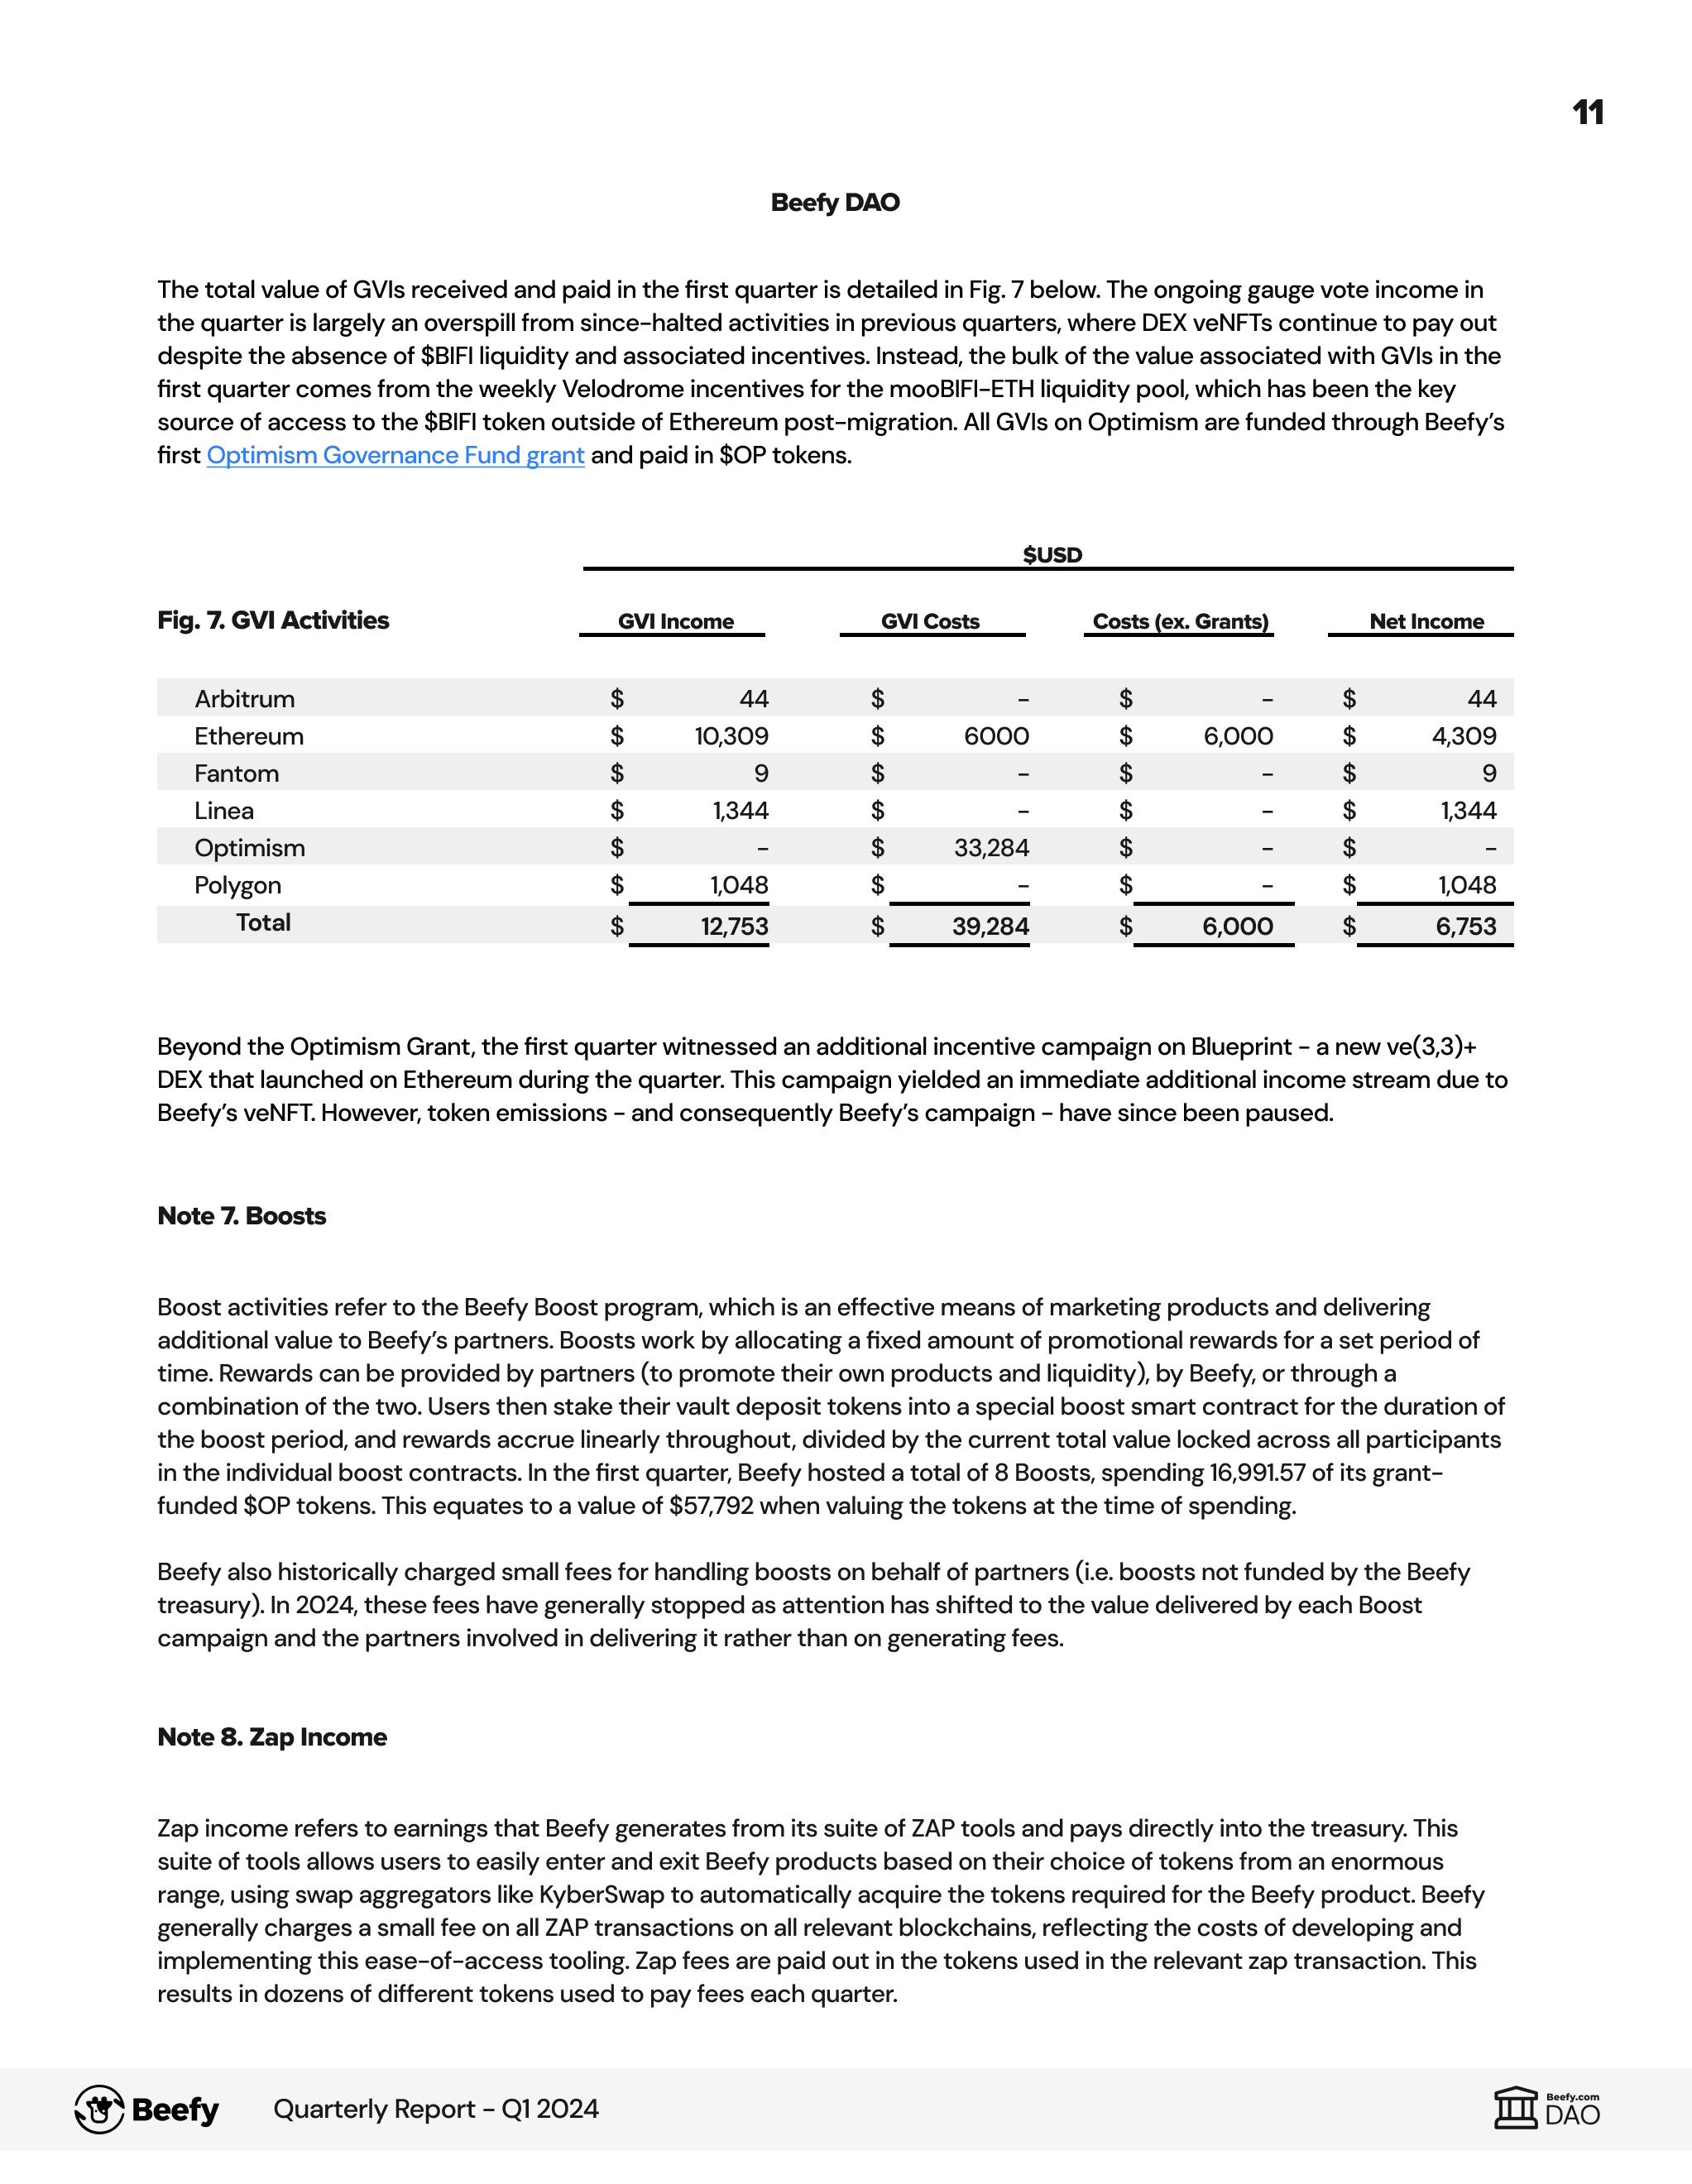 11
Beefy DAO
The total value of GVIs received and paid in the first quarter is detailed in Fig. 7 below. The ongoing gauge vote income in
the quarter is largely an overspill from since-halted activities in previous quarters, where DEX veNFTs continue to pay out
despite the absence of $BIFI liquidity and associated incentives. Instead, the bulk of the value associated with GVIs in the
first quarter comes from the weekly Velodrome incentives for the mooBIFI-ETH liquidity pool, which has been the key
source of access to the $BIFI token outside of Ethereum post-migration. All GVIs on Optimism are funded through Beefy’s
first Optimism Governance Fund grant and paid in $OP tokens.
$USD
Fig. 7. GVI Activities GVI Income GVI Costs Costs (ex. Grants) Net Income
Arbitrum $ 44 $ - $ - $ 44
Ethereum $ 10,309 $ 6000 $ 6,000 $ 4,309
Fantom $ 9 $ - $ - $ 9
Linea $ 1,344 $ - $ - $ 1,344
Optimism $ - $ 33,284 $ - $ -
Polygon $ 1,048 $ - $ - $ 1,048
Total $ 12,753 $ 39,284 $ 6,000 $ 6,753
Beyond the Optimism Grant, the first quarter witnessed an additional incentive campaign on Blueprint - a new ve(3,3)+
DEX that launched on Ethereum during the quarter. This campaign yielded an immediate additional income stream due to
Beefy’s veNFT. However, token emissions - and consequently Beefy’s campaign - have since been paused.
Note 7. Boosts
Boost activities refer to the Beefy Boost program, which is an effective means of marketing products and delivering
additional value to Beefy’s partners. Boosts work by allocating a fixed amount of promotional rewards for a set period of
time. Rewards can be provided by partners (to promote their own products and liquidity), by Beefy, or through a
combination of the two. Users then stake their vault deposit tokens into a special boost smart contract for the duration of
the boost period, and rewards accrue linearly throughout, divided by the current total value locked across all participants
in the individual boost contracts. In the first quarter, Beefy hosted a total of 8 Boosts, spending 16,991.57 of its grant-
funded $OP tokens. This equates to a value of $57,792 when valuing the tokens at the time of spending.
Beefy also historically charged small fees for handling boosts on behalf of partners (i.e. boosts not funded by the Beefy
treasury). In 2024, these fees have generally stopped as attention has shifted to the value delivered by each Boost
campaign and the partners involved in delivering it rather than on generating fees.
Note 8. Zap Income
Zap income refers to earnings that Beefy generates from its suite of ZAP tools and pays directly into the treasury. This
suite of tools allows users to easily enter and exit Beefy products based on their choice of tokens from an enormous
range, using swap aggregators like KyberSwap to automatically acquire the tokens required for the Beefy product. Beefy
generally charges a small fee on all ZAP transactions on all relevant blockchains, reflecting the costs of developing and
implementing this ease-of-access tooling. Zap fees are paid out in the tokens used in the relevant zap transaction. This
results in dozens of different tokens used to pay fees each quarter.
Beefy Quarterly Report - Q1 2024
Beefy.com
DAO